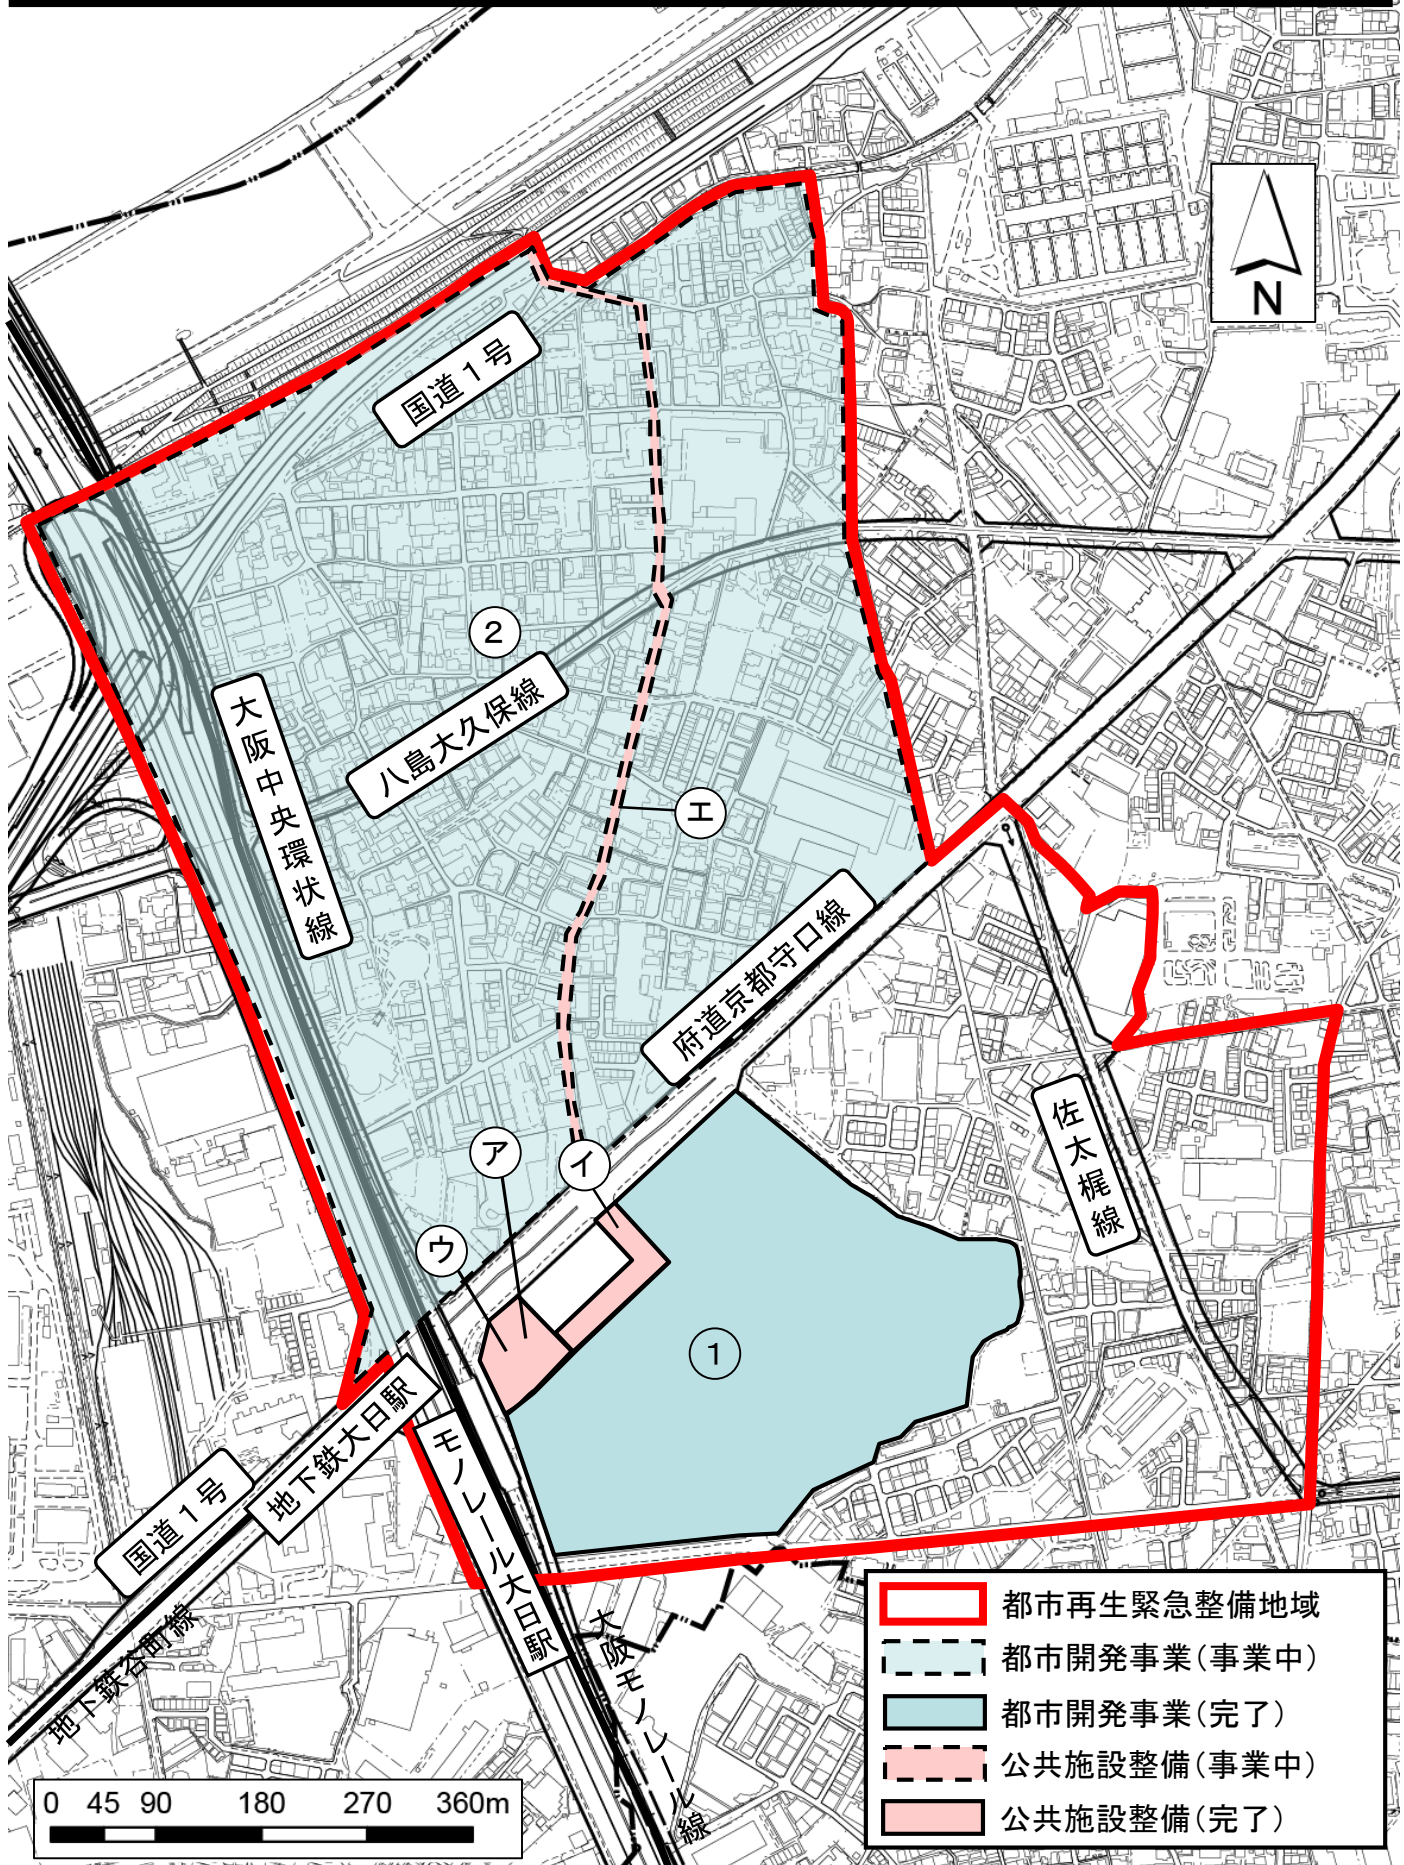 N
国道1号
②
大阪中央環状線
八島大久保線
エ
府道京都守口線
佐太梶線
ア
イ
ウ
①
地下鉄大日駅
モノレール大日駅
国道1号
地下鉄谷町線
大阪モノレール線
都市再生緊急整備地域
都市開発事業(事業中)
都市開発事業(完了)
公共施設整備(事業中)
公共施設整備(完了)
0 45 90 180 270 360m